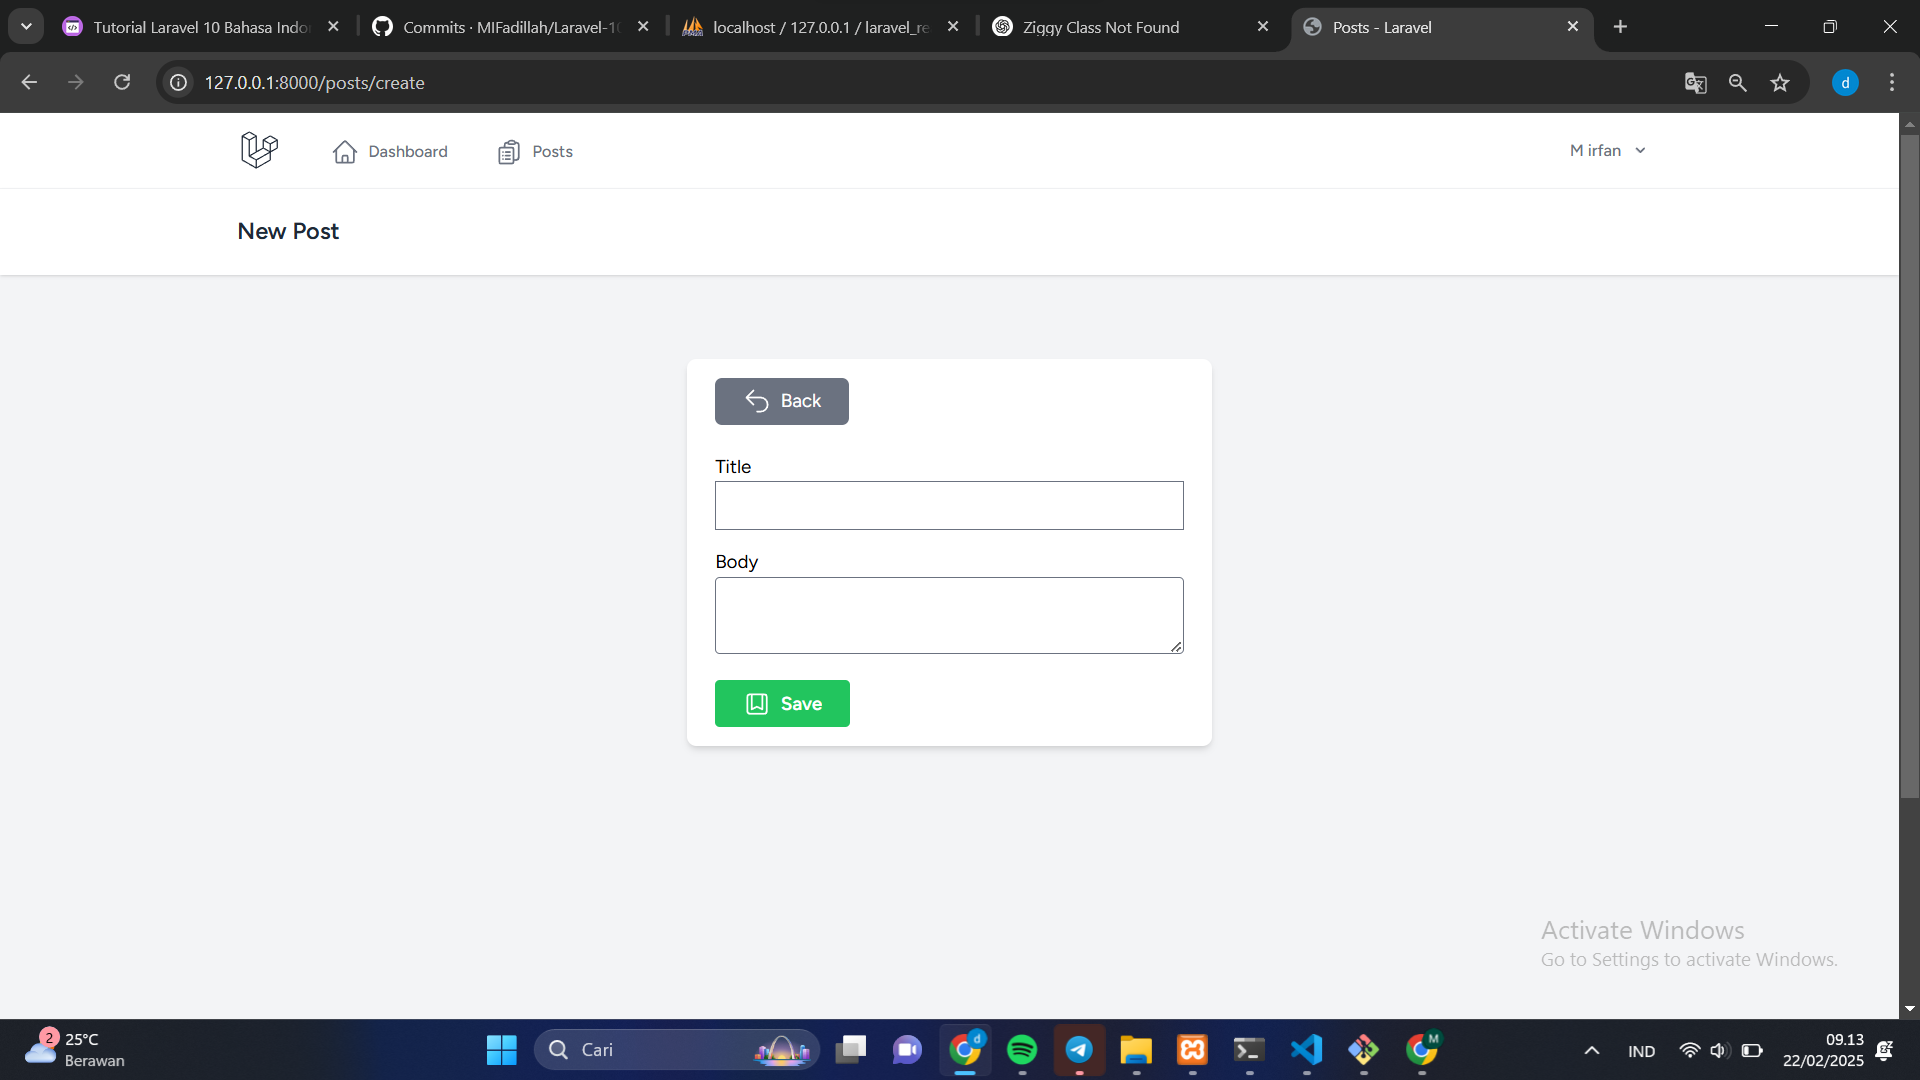 Tutorial Laravel 10 Bahasa Indo
Commits · MIFadillah/Laravel-10
localhost / 127.0.0.1 / laravel_re
Ziggy Class Not Found
Posts - Laravel
127.0.0.1:8000/posts/create
d
Dashboard
Posts
M irfan
New Post
Back
Title
Body
Save
Activate Windows
Go to Settings to activate Windows.
2
25°C
Berawan
Cari
d
M
IND
09.13
22/02/2025